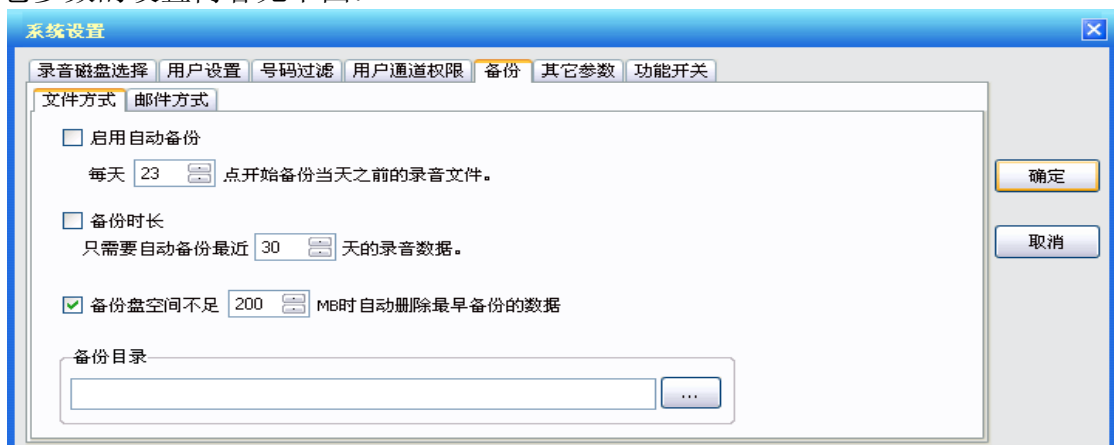 系统设置
录音磁盘选择 用户设置 号码过滤 用户通道权限 备份 其它参数 功能开关
文件方式 邮件方式
启用自动备份
每天 23 点开始备份当天之前的录音文件。
确定
备份时长
只需要自动备份最近 30 天的录音数据。
取消
备份盘空间不足 200 MB时自动删除最早备份的数据
备份目录
...